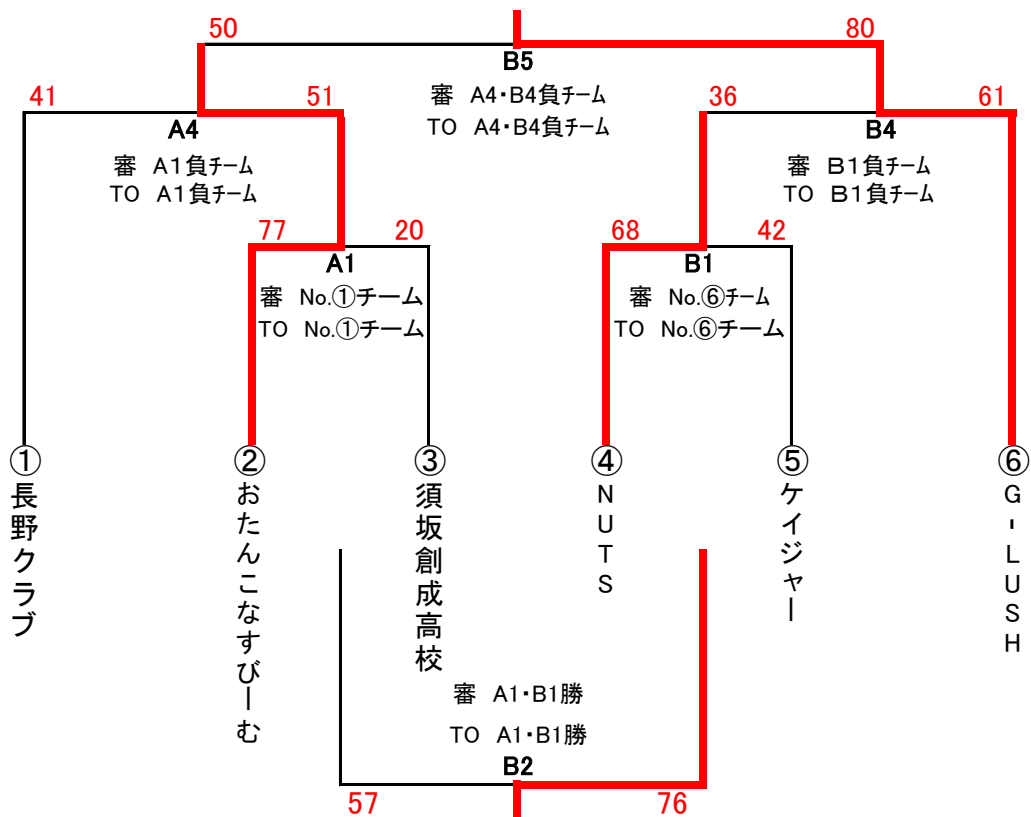 50
80
B5
審 A4・B4負チーム
TO A4・B4負チーム
41
51
A4
審 A1負チーム
TO A1負チーム
36
61
B4
審 B1負チーム
TO B1負チーム
77
20
A1
審 No.①チーム
TO No.①チーム
68
42
B1
審 No.⑥チーム
TO No.⑥チーム
①長野クラブ
②おたんこなすびーむ
③須坂創成高校
④NUTS
⑤ケイジャー
⑥G-LUSH
審 A1・B1勝
TO A1・B1勝
B2
57
76